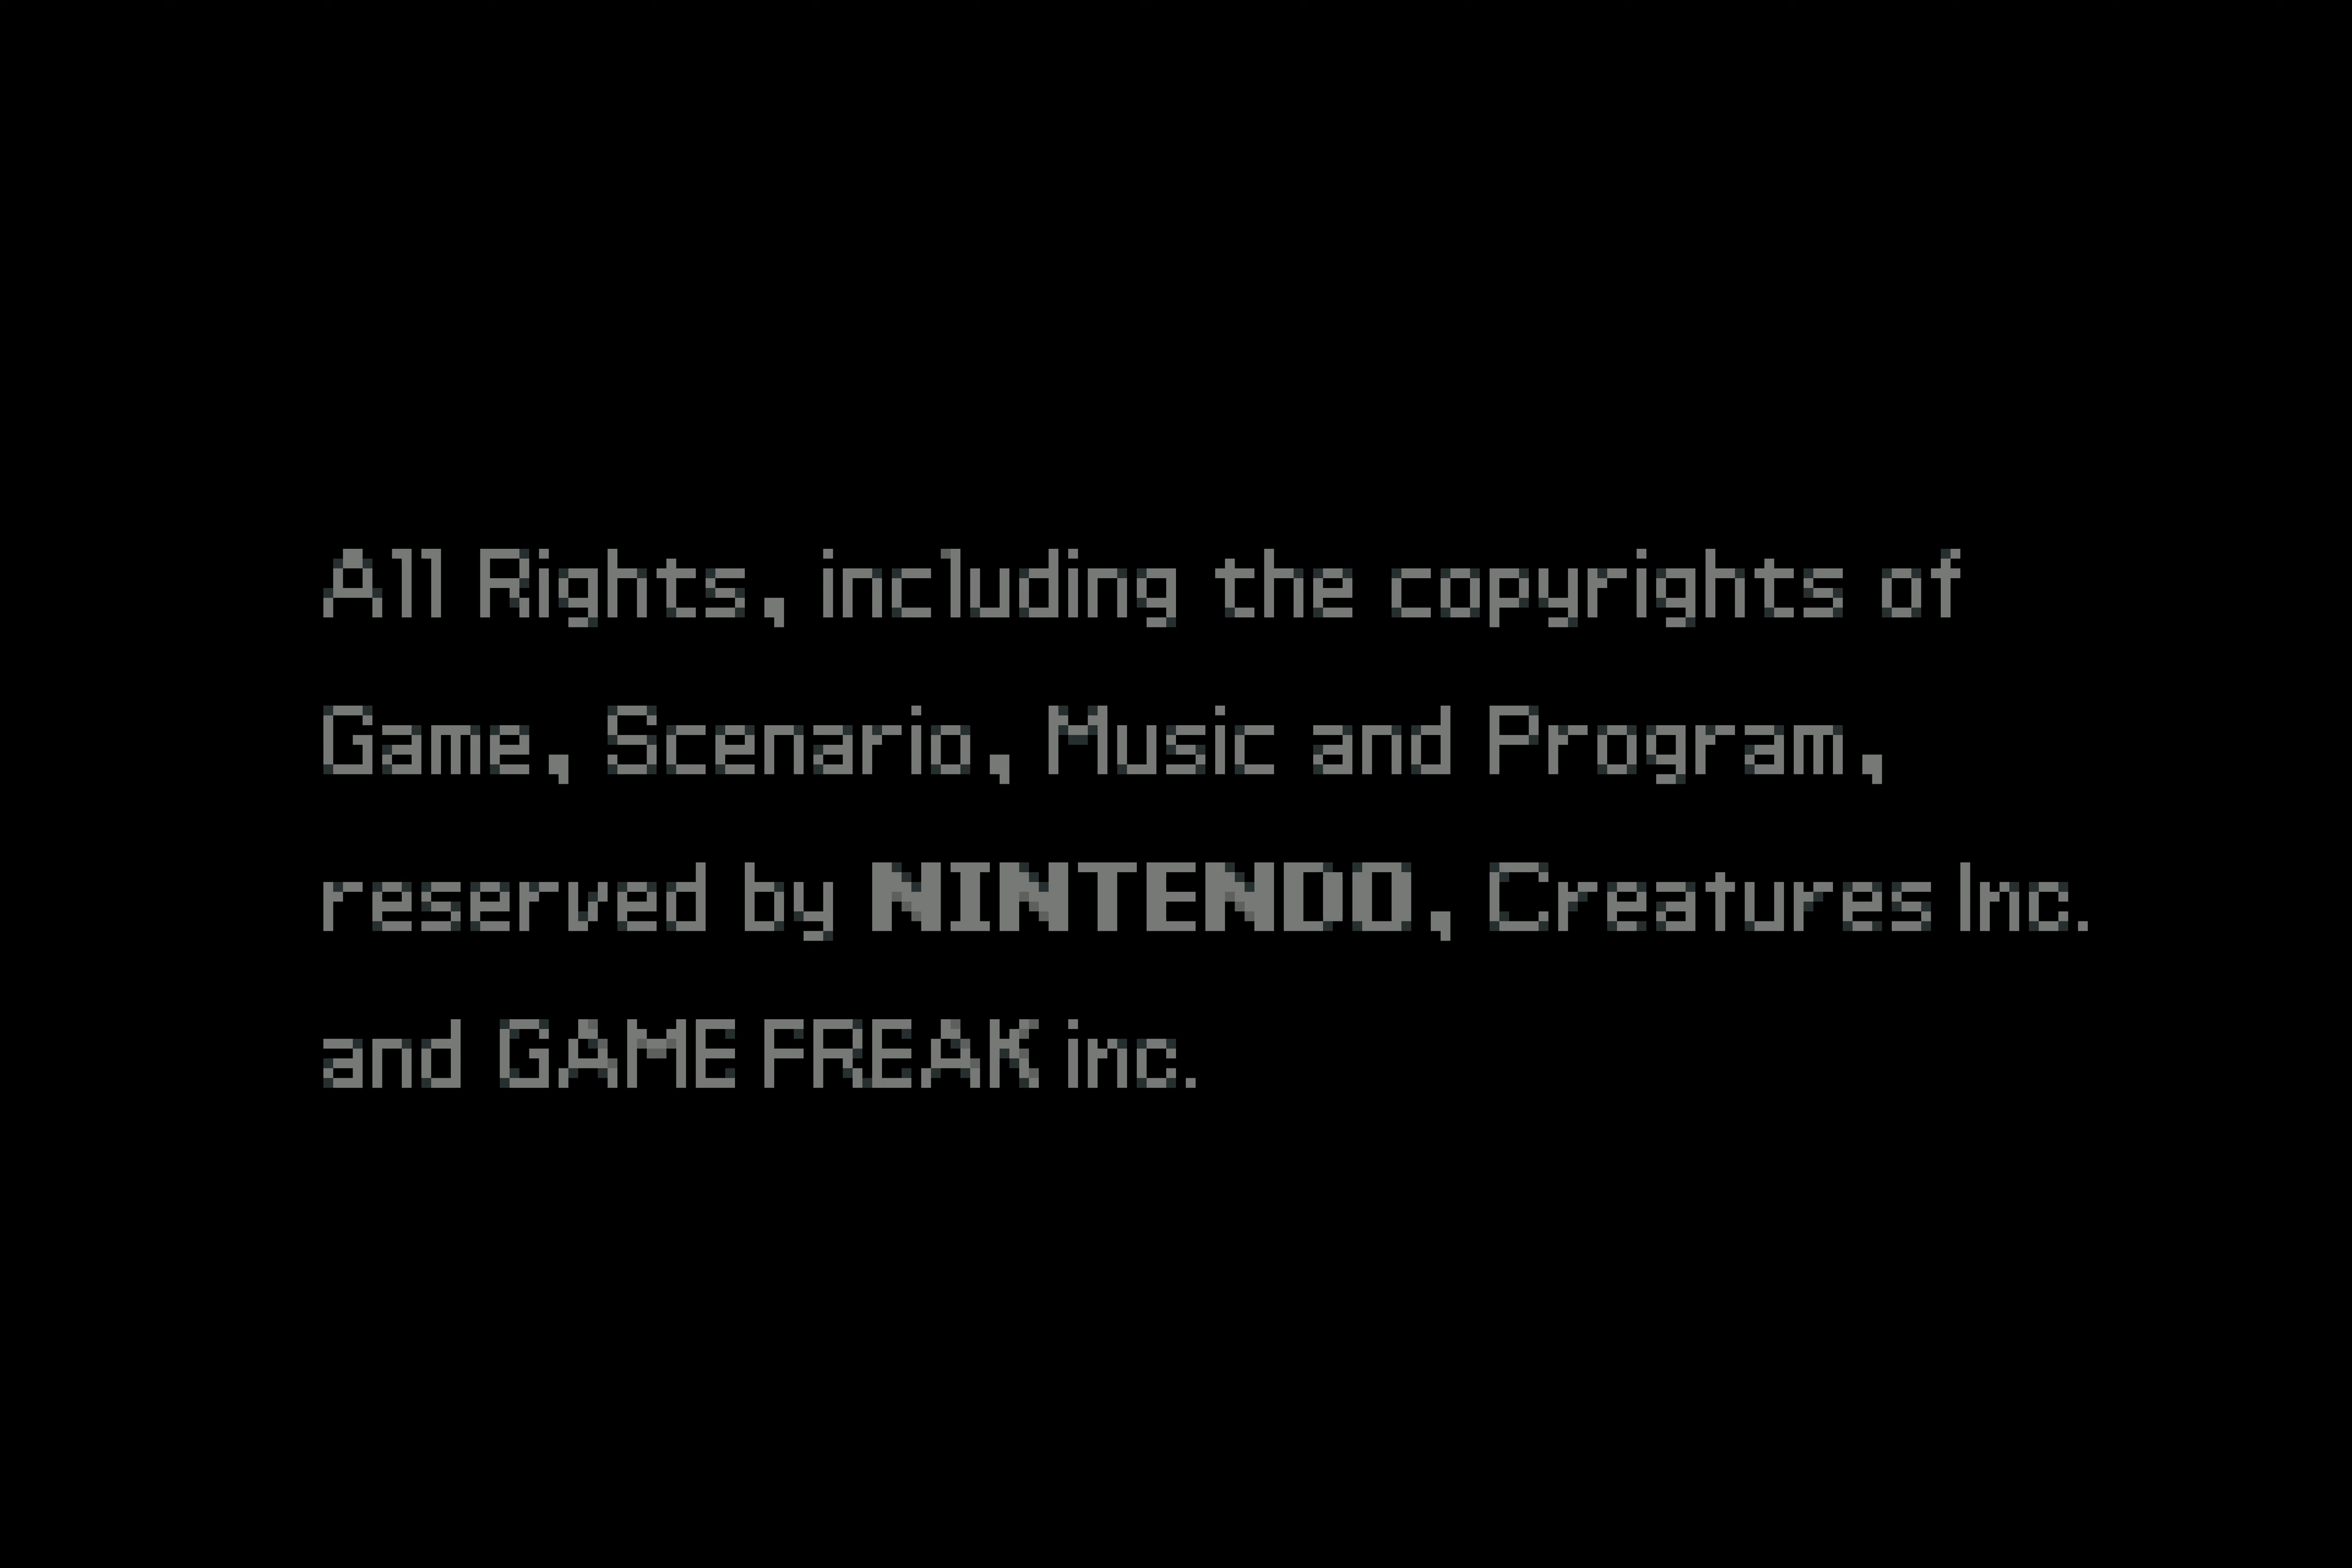 All Rights, including the copyrights of
Game, Scenario, Music and Program,
reserved by NINTENDO, Creatures Inc.
and GAME FREAK inc.